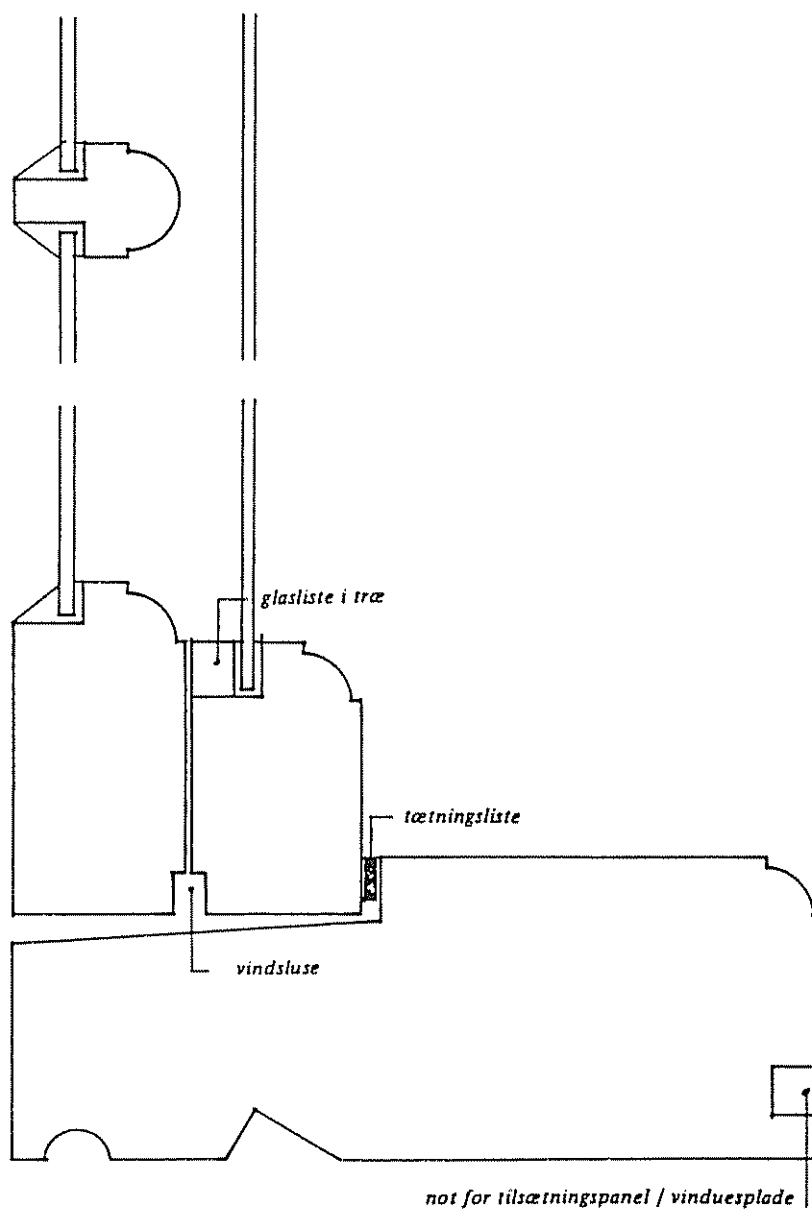 glasliste i træ
tætningsliste
vindsluse
not for tilsætningspanel / vinduesplade